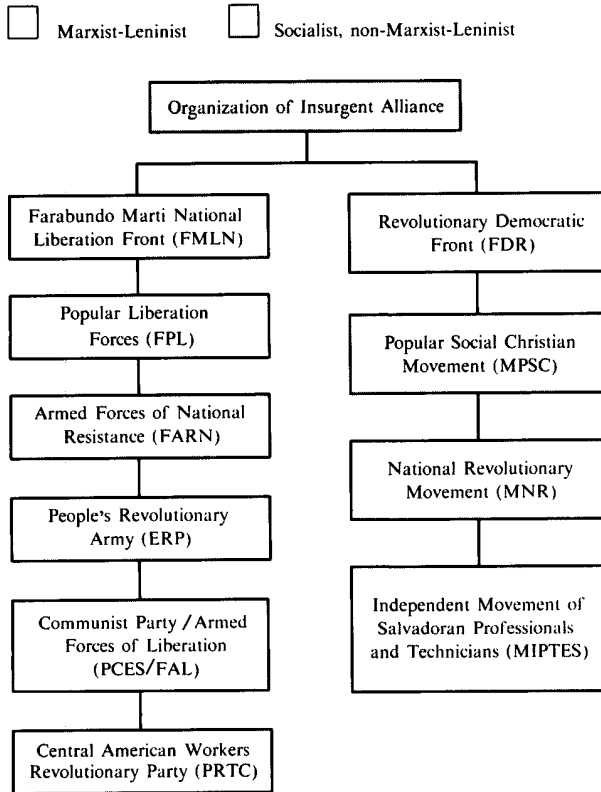 Marxist-Leninist
Socialist, non-Marxist-Leninist
Organization of Insurgent Alliance
Farabundo Marti National
Liberation Front (FMLN)
Popular Liberation
Forces (FPL)
Armed Forces of National
Resistance (FARN)
People's Revolutionary
Army (ERP)
Communist Party / Armed
Forces of Liberation
(PCES/FAL)
Central American Workers
Revolutionary Party (PRTC)
Revolutionary Democratic
Front (FDR)
Popular Social Christian
Movement (MPSC)
National Revolutionary
Movement (MNR)
Independent Movement of
Salvadoran Professionals
and Technicians (MIPTES)